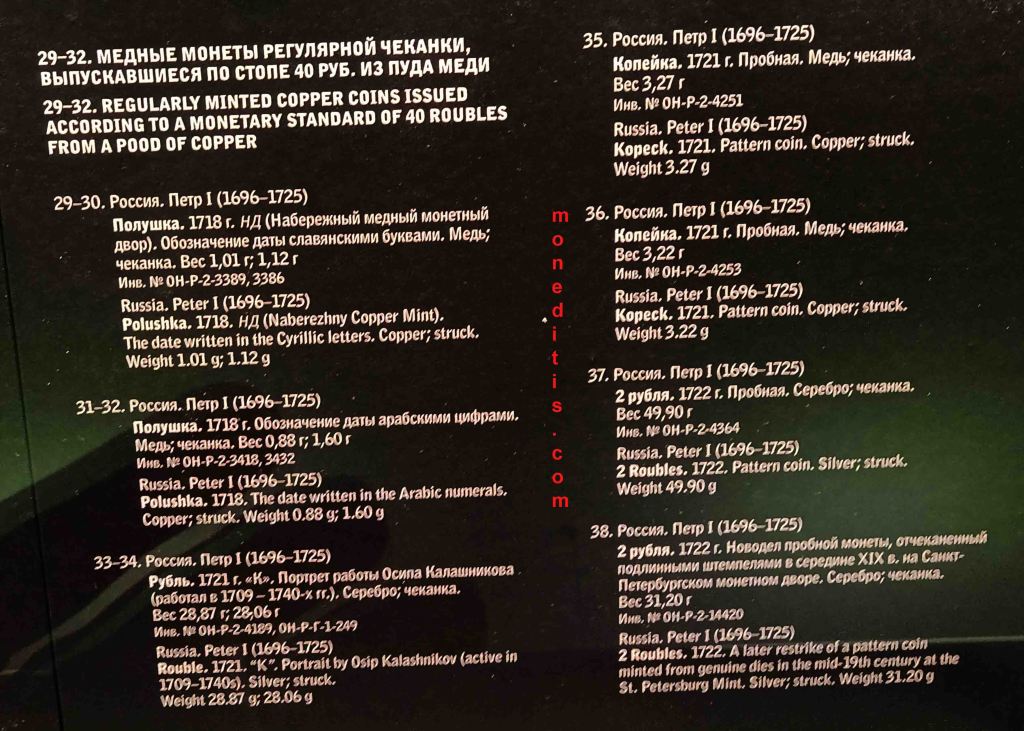 29–32. МЕДНЫЕ МОНЕТЫ РЕГУЛЯРНОЙ ЧЕКАНКИ,
ВЫПУСКАВШИЕСЯ ПО СТОПЕ 40 РУБ. ИЗ ПУДА МЕДИ
29–32. REGULARLY MINTED COPPER COINS ISSUED
ACCORDING TO A MONETARY STANDARD OF 40 ROUBLES
FROM A POOD OF COPPER
29–30. Россия. Петр I (1696–1725)
Полушка. 1718 г. НД (Набережный медный монетный
двор). Обозначение даты славянскими буквами. Медь;
чеканка. Вес 1,01 г; 1,12 г
Инв. № ОН-Р-2-3389, 3386
Russia. Peter I (1696–1725)
Polushka. 1718. НД (Naberezhny Copper Mint).
The date written in the Cyrillic letters. Copper; struck.
Weight 1.01 g; 1.12 g
31–32. Россия. Петр I (1696–1725)
Полушка. 1718 г. Обозначение даты арабскими цифрами.
Медь; чеканка. Вес 0,88 г; 1,60 г
Инв. № ОН-Р-2-3418, 3432
Russia. Peter I (1696–1725)
Polushka. 1718. The date written in the Arabic numerals.
Copper; struck. Weight 0.88 g; 1.60 g
33–34. Россия. Петр I (1696–1725)
Рубль. 1721 г. «К». Портрет работы Осипа Калашникова
(работал в 1709 – 1740-х гг.). Серебро; чеканка.
Вес 28,87 г; 28,06 г
Инв. № ОН-Р-2-4189, ОН-Р-Г-1-249
Russia. Peter I (1696–1725)
Rouble. 1721. "K". Portrait by Osip Kalashnikov (active in
1709–1740s). Silver; struck.
Weight 28.87 g; 28.06 g
35. Россия. Петр I (1696–1725)
Копейка. 1721 г. Пробная. Медь; чеканка.
Вес 3,27 г
Инв. № ОН-Р-2-4251
Russia. Peter I (1696–1725)
Kopeck. 1721. Pattern coin. Copper; struck.
Weight 3.27 g
36. Россия. Петр I (1696–1725)
Копейка. 1721 г. Пробная. Медь; чеканка.
Вес 3,22 г
Инв. № ОН-Р-2-4253
Russia. Peter I (1696–1725)
Kopeck. 1721. Pattern coin. Copper; struck.
Weight 3.22 g
37. Россия. Петр I (1696–1725)
2 рубля. 1722 г. Пробная. Серебро; чеканка.
Вес 49,90 г
Инв. № ОН-Р-2-4364
Russia. Peter I (1696–1725)
2 Roubles. 1722. Pattern coin. Silver; struck.
Weight 49.90 g
38. Россия. Петр I (1696–1725)
2 рубля. 1722 г. Новодел пробной монеты, отчеканенный
подлинными штемпелями в середине XIX в. на Санкт-
Петербургском монетном дворе. Серебро; чеканка.
Вес 31,20 г
Инв. № ОН-Р-2-14420
Russia. Peter I (1696–1725)
2 Roubles. 1722. A later restrike of a pattern coin
minted from genuine dies in the mid-19th century at the
St. Petersburg Mint. Silver; struck. Weight 31.20 g
moneditis.com